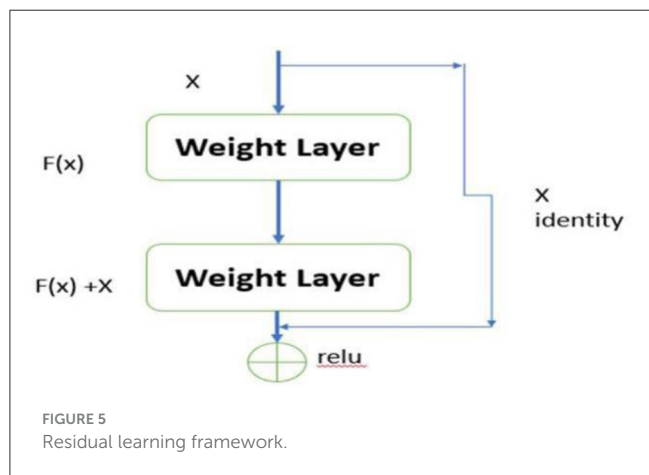 X
Weight Layer
F(x)
X
identity
Weight Layer
F(x) +X
relu
FIGURE 5
Residual learning framework.